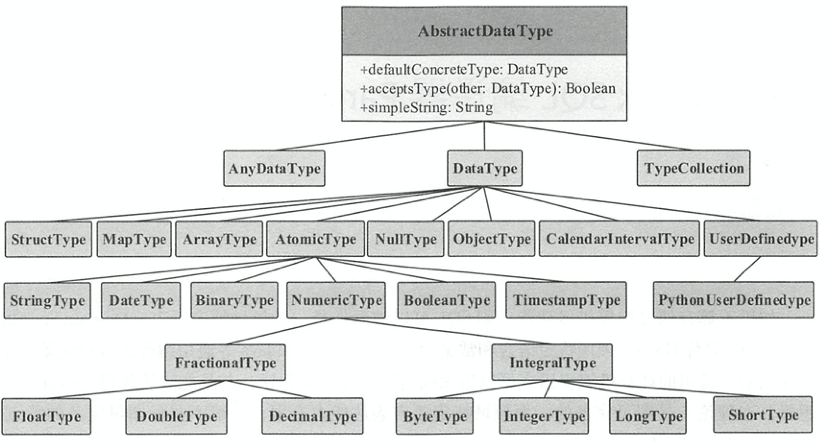 AbstractDataType
+defaultConcreteType: DataType
+acceptsType(other: DataType): Boolean
+simpleString: String
AnyDataType DataType TypeCollection
StructType MapType ArrayType AtomicType NullType ObjectType CalendarIntervalType UserDefinedype
StringType DateType BinaryType NumericType BooleanType TimestampType PythonUserDefinedype
FractionalType IntegralType
FloatType DoubleType DecimalType ByteType IntegerType LongType ShortType